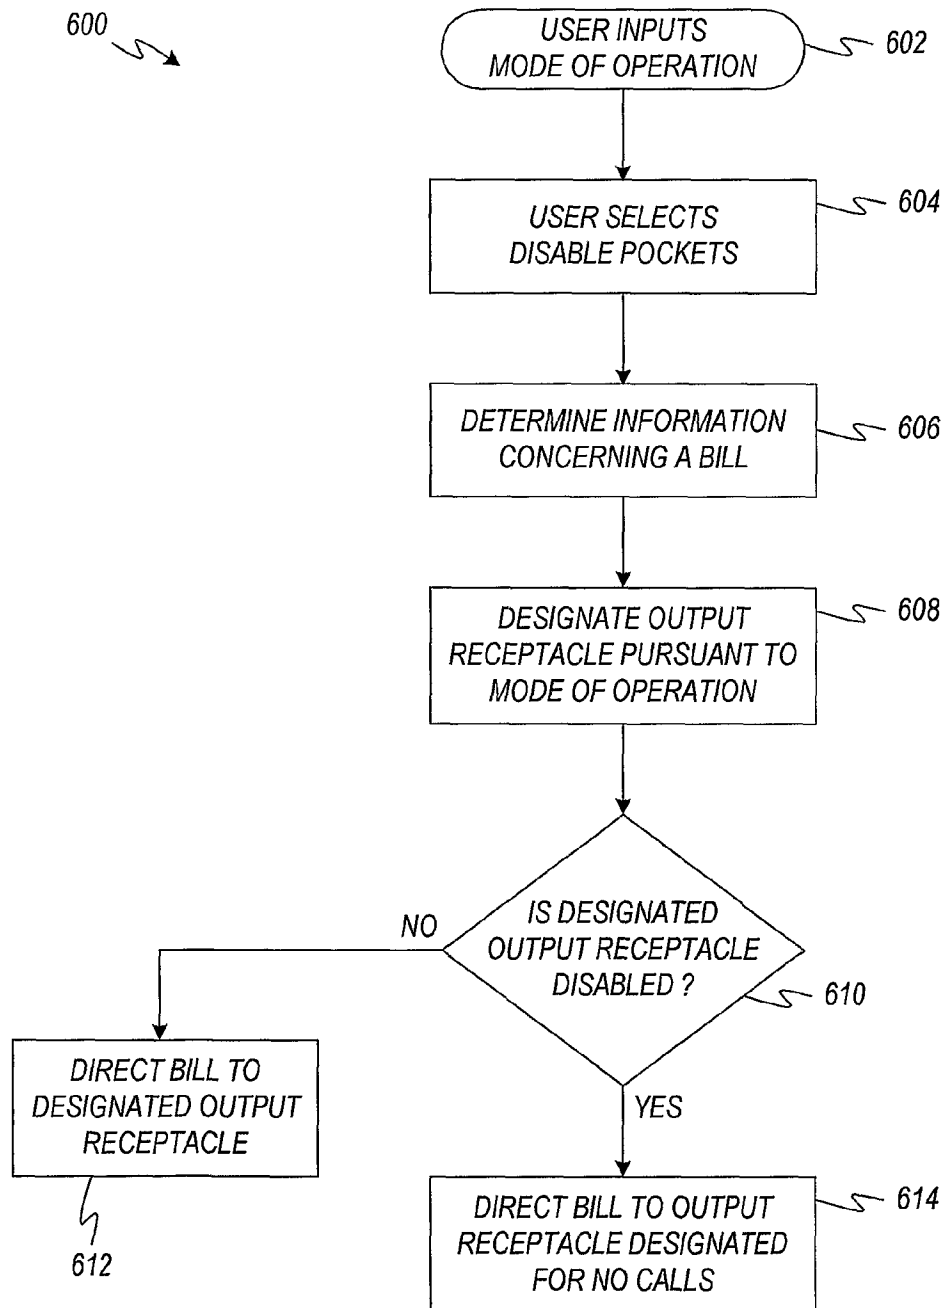 600
USER INPUTS
MODE OF OPERATION
602
USER SELECTS
DISABLE POCKETS
604
DETERMINE INFORMATION
CONCERNING A BILL
606
DESIGNATE OUTPUT
RECEPTACLE PURSUANT TO
MODE OF OPERATION
608
IS DESIGNATED
OUTPUT RECEPTACLE
DISABLED ?
610
NO
DIRECT BILL TO
DESIGNATED OUTPUT
RECEPTACLE
612
YES
DIRECT BILL TO OUTPUT
RECEPTACLE DESIGNATED
FOR NO CALLS
614